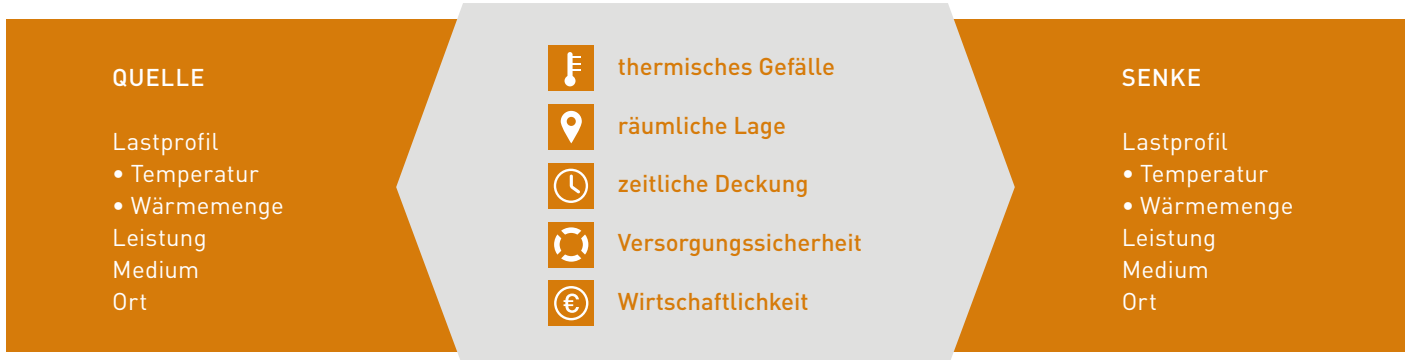 QUELLE
Lastprofil
• Temperatur
• Wärmemenge
Leistung
Medium
Ort
thermisches Gefälle
räumliche Lage
zeitliche Deckung
Versorgungssicherheit
€
Wirtschaftlichkeit
SENKE
Lastprofil
• Temperatur
• Wärmemenge
Leistung
Medium
Ort